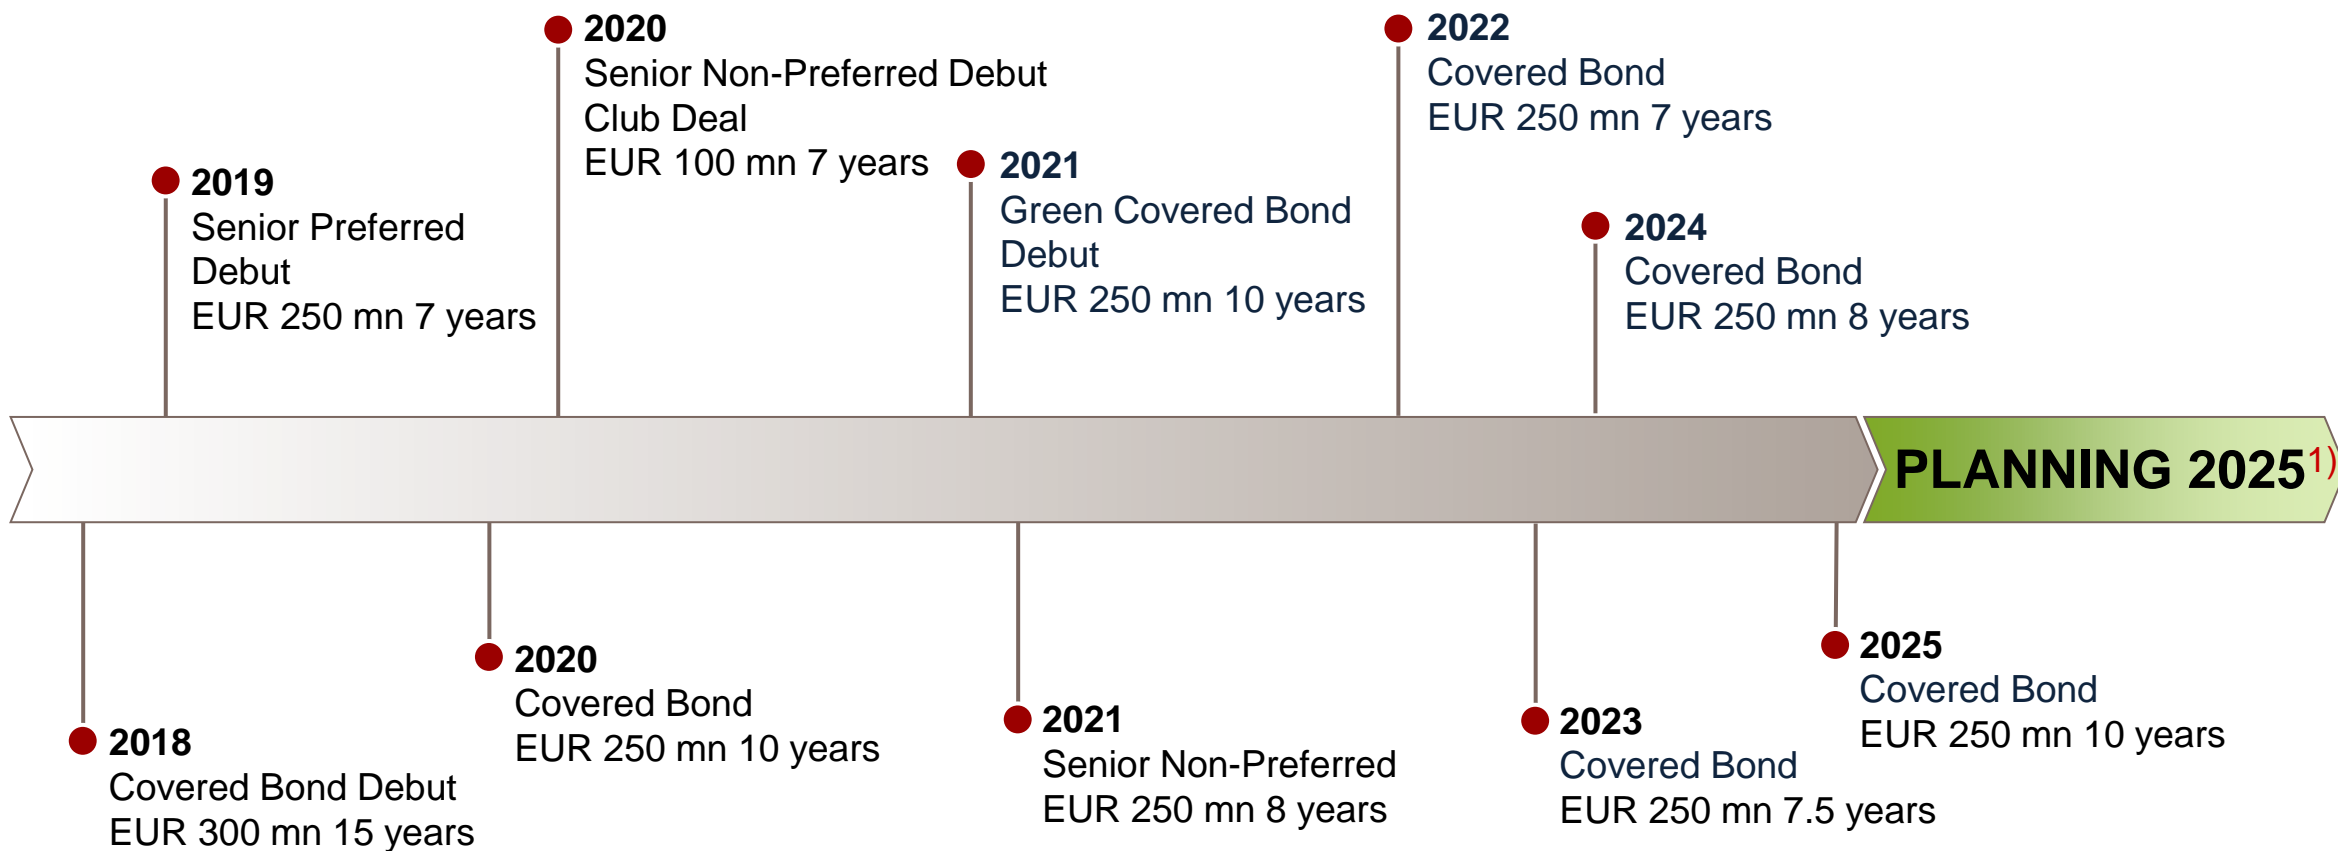 2020
Senior Non-Preferred Debut
Club Deal
EUR 100 mn 7 years
2022
Covered Bond
EUR 250 mn 7 years
2019
Senior Preferred
Debut
EUR 250 mn 7 years
2021
Green Covered Bond
Debut
EUR 250 mn 10 years
2024
Covered Bond
EUR 250 mn 8 years
PLANNING 2025 1)
2018
Covered Bond Debut
EUR 300 mn 15 years
2020
Covered Bond
EUR 250 mn 10 years
2021
Senior Non-Preferred
EUR 250 mn 8 years
2023
Covered Bond
EUR 250 mn 7.5 years
2025
Covered Bond
EUR 250 mn 10 years